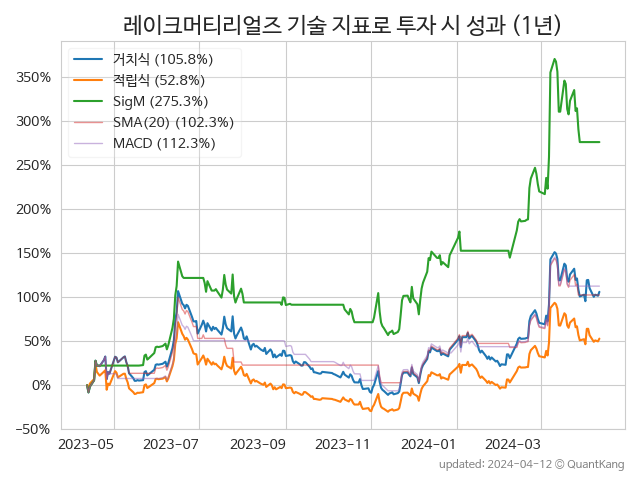 레이크머티리얼즈 기술 지표로 투자 시 성과 (1년)
거치식 (105.8%)
적립식 (52.8%)
SigM (275.3%)
SMA(20) (102.3%)
MACD (112.3%)
350%
300%
250%
200%
150%
100%
50%
0%
−50%
2023-05 2023-07 2023-09 2023-11 2024-01 2024-03
updated: 2024-04-12 © QuantKang